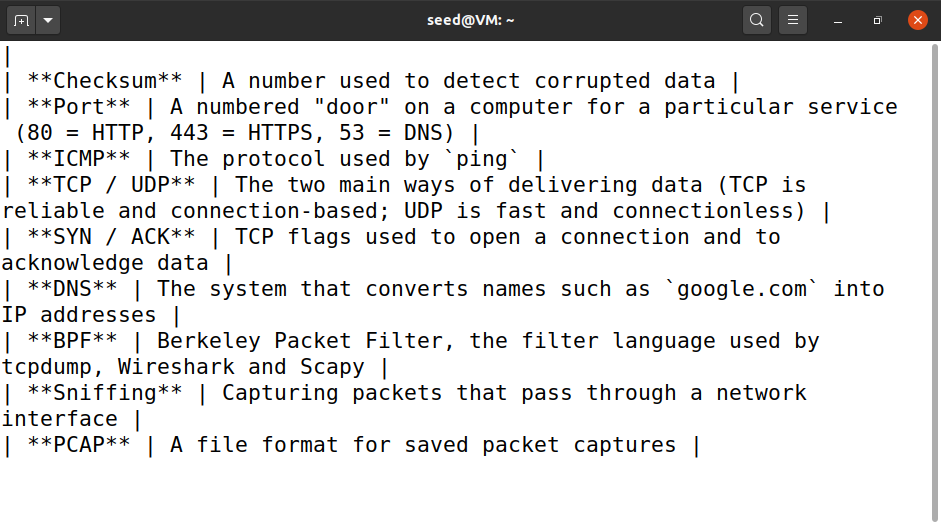 seed@VM: ~
|
| **Checksum** | A number used to detect corrupted data |
| **Port** | A numbered "door" on a computer for a particular service
 (80 = HTTP, 443 = HTTPS, 53 = DNS) |
| **ICMP** | The protocol used by `ping` |
| **TCP / UDP** | The two main ways of delivering data (TCP is
reliable and connection-based; UDP is fast and connectionless) |
| **SYN / ACK** | TCP flags used to open a connection and to
acknowledge data |
| **DNS** | The system that converts names such as `google.com` into
IP addresses |
| **BPF** | Berkeley Packet Filter, the filter language used by
tcpdump, Wireshark and Scapy |
| **Sniffing** | Capturing packets that pass through a network
interface |
| **PCAP** | A file format for saved packet captures |